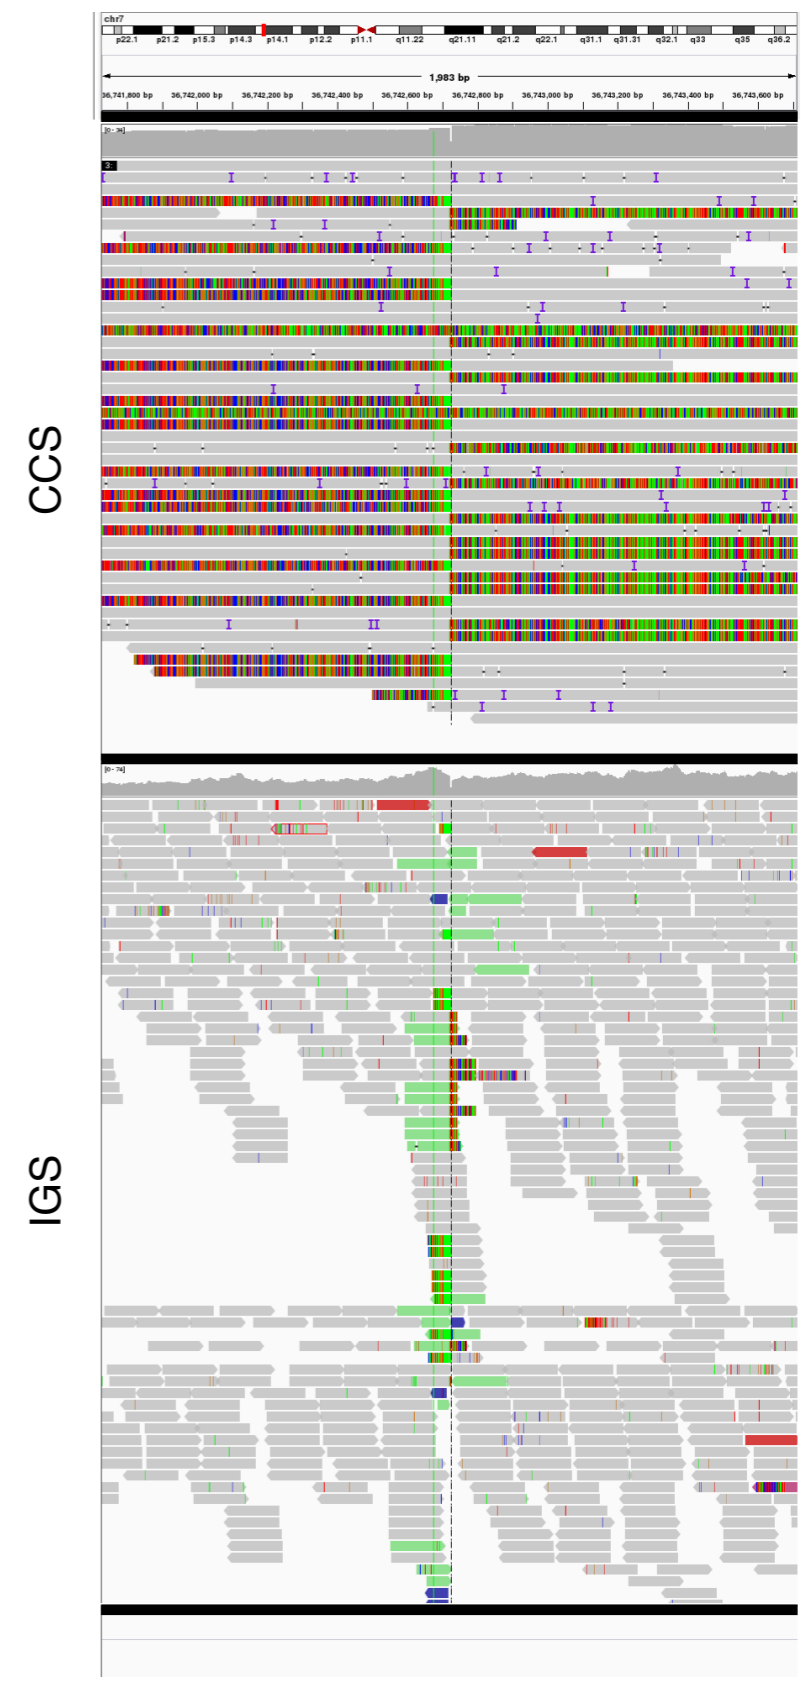 chr7
p22.1 p21.2 p15.3 p14.3 p14.1 p12.2 p11.1 q11.22 q21.11 q21.2 q22.1 q31.1 q31.31 q32.1 q33 q35 q36.2
1,983 bp
36,741,800 bp 36,742,000 bp 36,742,200 bp 36,742,400 bp 36,742,600 bp 36,742,800 bp 36,743,000 bp 36,743,200 bp 36,743,400 bp 36,743,600 bp
CCS
[0 - 74]
IGS